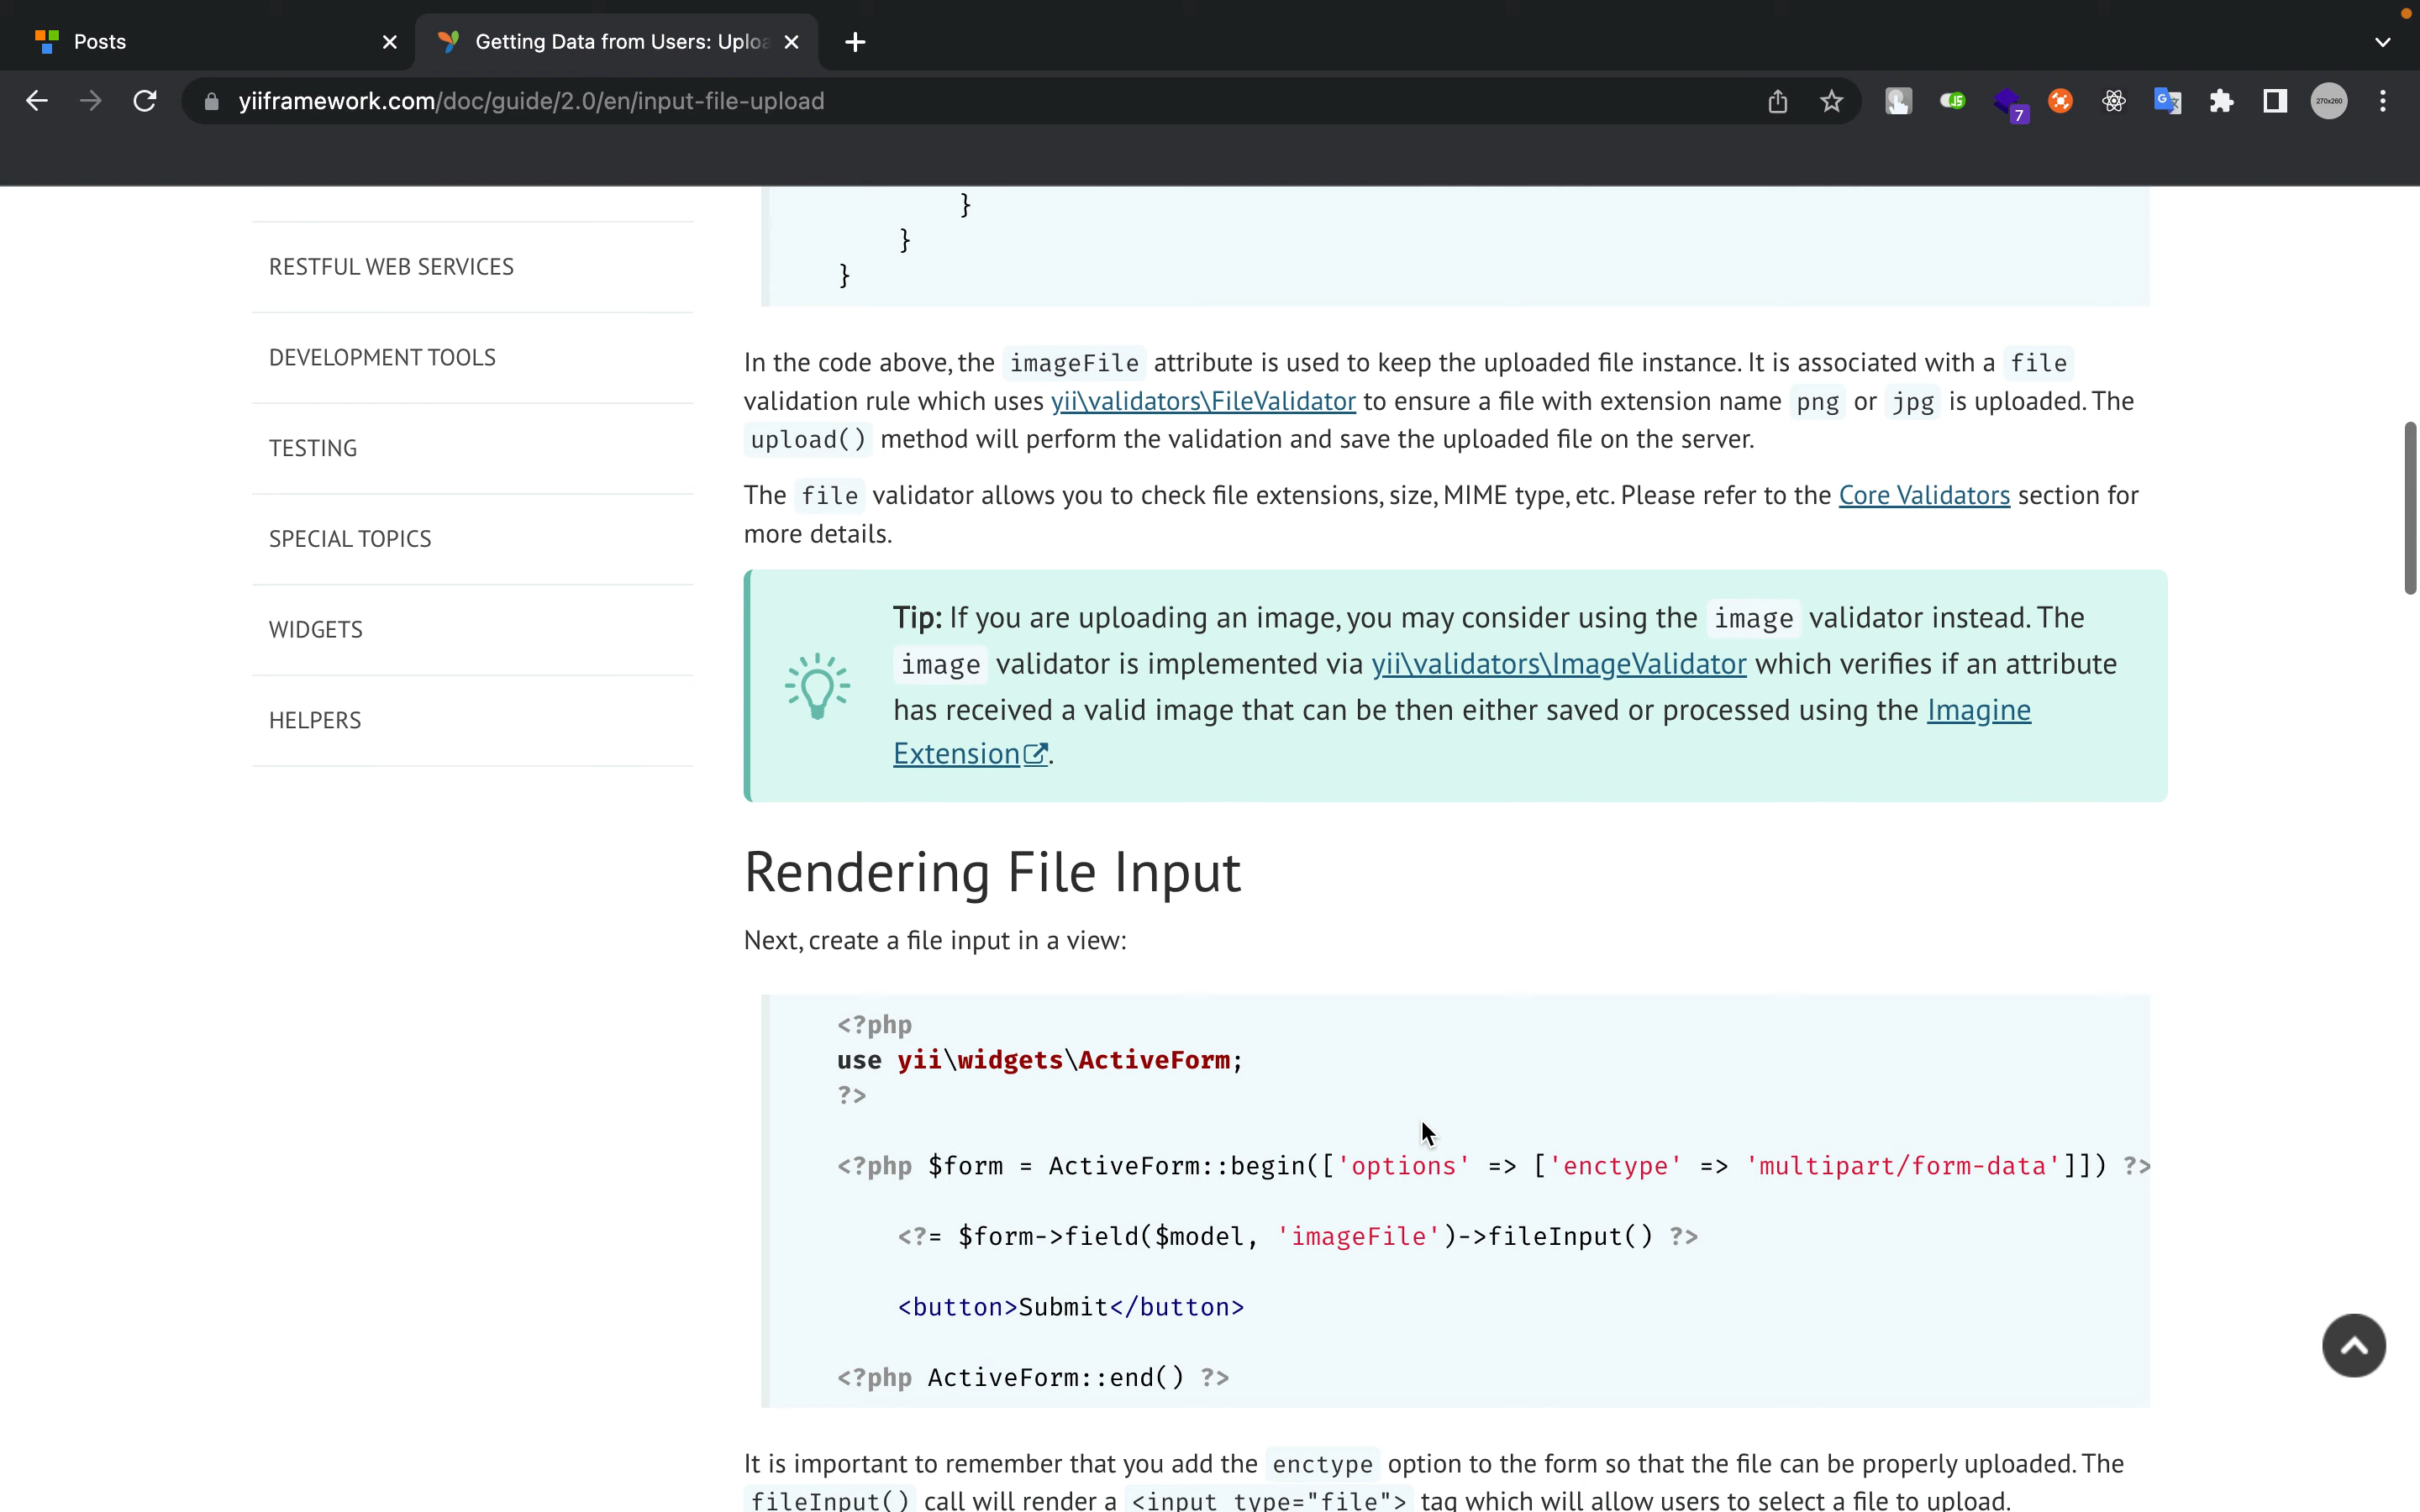 Posts
Getting Data from Users: Uploa
yiiframework.com/doc/guide/2.0/en/input-file-upload
7
270x260
RESTFUL WEB SERVICES
DEVELOPMENT TOOLS
TESTING
SPECIAL TOPICS
WIDGETS
HELPERS
}
}
}
In the code above, the imageFile attribute is used to keep the uploaded file instance. It is associated with a file
validation rule which uses yii\validators\FileValidator to ensure a file with extension name png or jpg is uploaded. The
upload() method will perform the validation and save the uploaded file on the server.
The file validator allows you to check file extensions, size, MIME type, etc. Please refer to the Core Validators section for
more details.
Tip: If you are uploading an image, you may consider using the image validator instead. The
image validator is implemented via yii\validators\ImageValidator which verifies if an attribute
has received a valid image that can be then either saved or processed using the Imagine
Extension.
Rendering File Input
Next, create a file input in a view:
<?php
use yii\widgets\ActiveForm;
?>
<?php $form = ActiveForm::begin(['options' => ['enctype' => 'multipart/form-data']]) ?>
<?= $form->field($model, 'imageFile')->fileInput() ?>
<button>Submit</button>
<?php ActiveForm::end() ?>
It is important to remember that you add the enctype option to the form so that the file can be properly uploaded. The
fileInput() call will render a <input type="file"> tag which will allow users to select a file to upload.